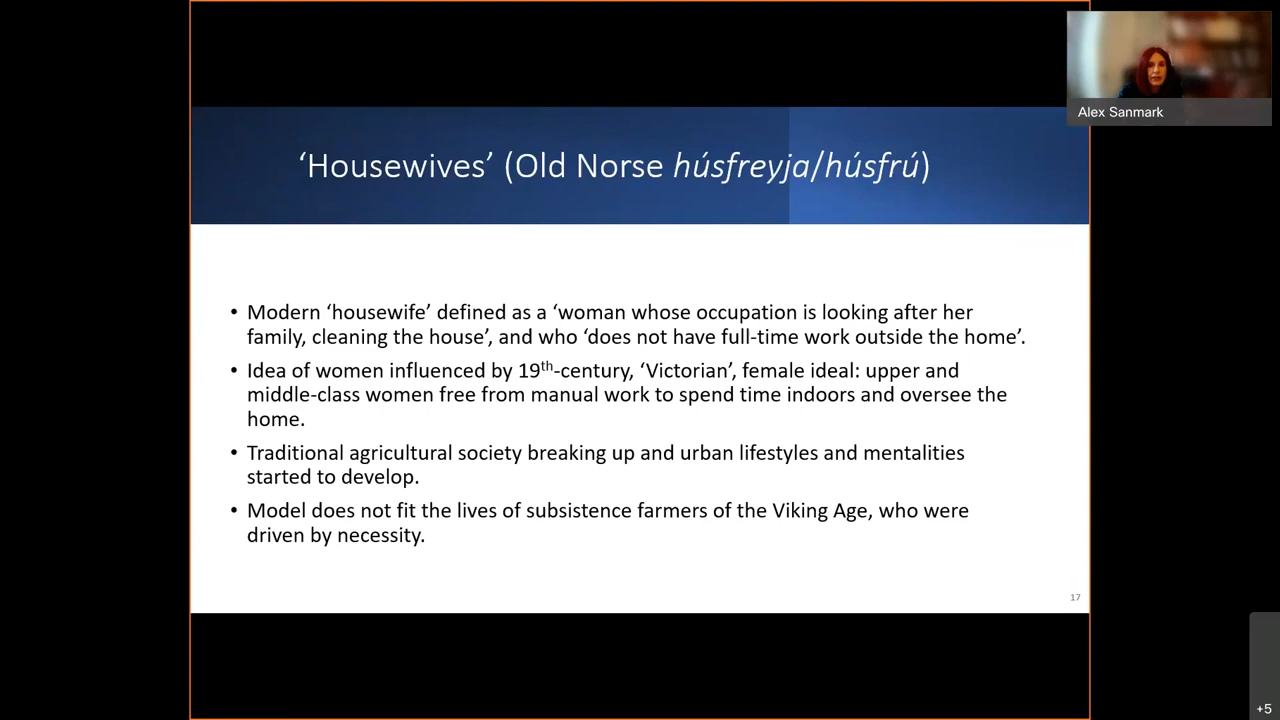 Alex Sanmark
‘Housewives’ (Old Norse húsfreyja/húsfrú)
• Modern ‘housewife’ defined as a ‘woman whose occupation is looking after her
family, cleaning the house’, and who ‘does not have full-time work outside the home’.
• Idea of women influenced by 19th-century, ‘Victorian’, female ideal: upper and
middle-class women free from manual work to spend time indoors and oversee the
home.
• Traditional agricultural society breaking up and urban lifestyles and mentalities
started to develop.
• Model does not fit the lives of subsistence farmers of the Viking Age, who were
driven by necessity.
17
+5